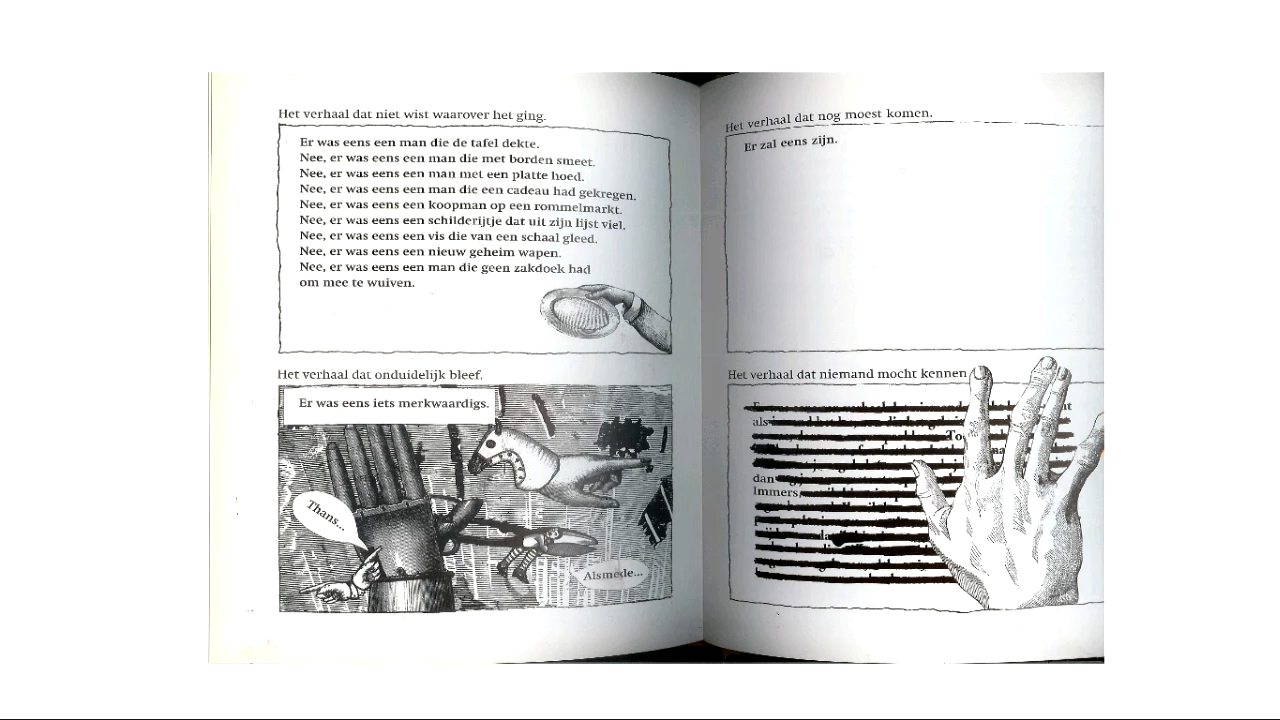 Het verhaal dat niet wist waarover het ging.
Er was eens een man die de tafel dekte.
Nee, er was eens een man die met borden smeet.
Nee, er was eens een man met een platte hoed.
Nee, er was eens een man die een cadeau had gekregen.
Nee, er was eens een koopman op een rommelmarkt.
Nee, er was eens een schilderijtje dat uit zijn lijst viel.
Nee, er was eens een vis die van een schaal gleed.
Nee, er was eens een nieuw geheim wapen.
Nee, er was eens een man die geen zakdoek had
om mee te wuiven.
Het verhaal dat onduidelijk bleef.
Er was eens iets merkwaardigs.
Thans...
Alsmede...
Het verhaal dat nog moest komen.
Er zal eens zijn.
Het verhaal dat niemand mocht kennen
als
dan
Immers,